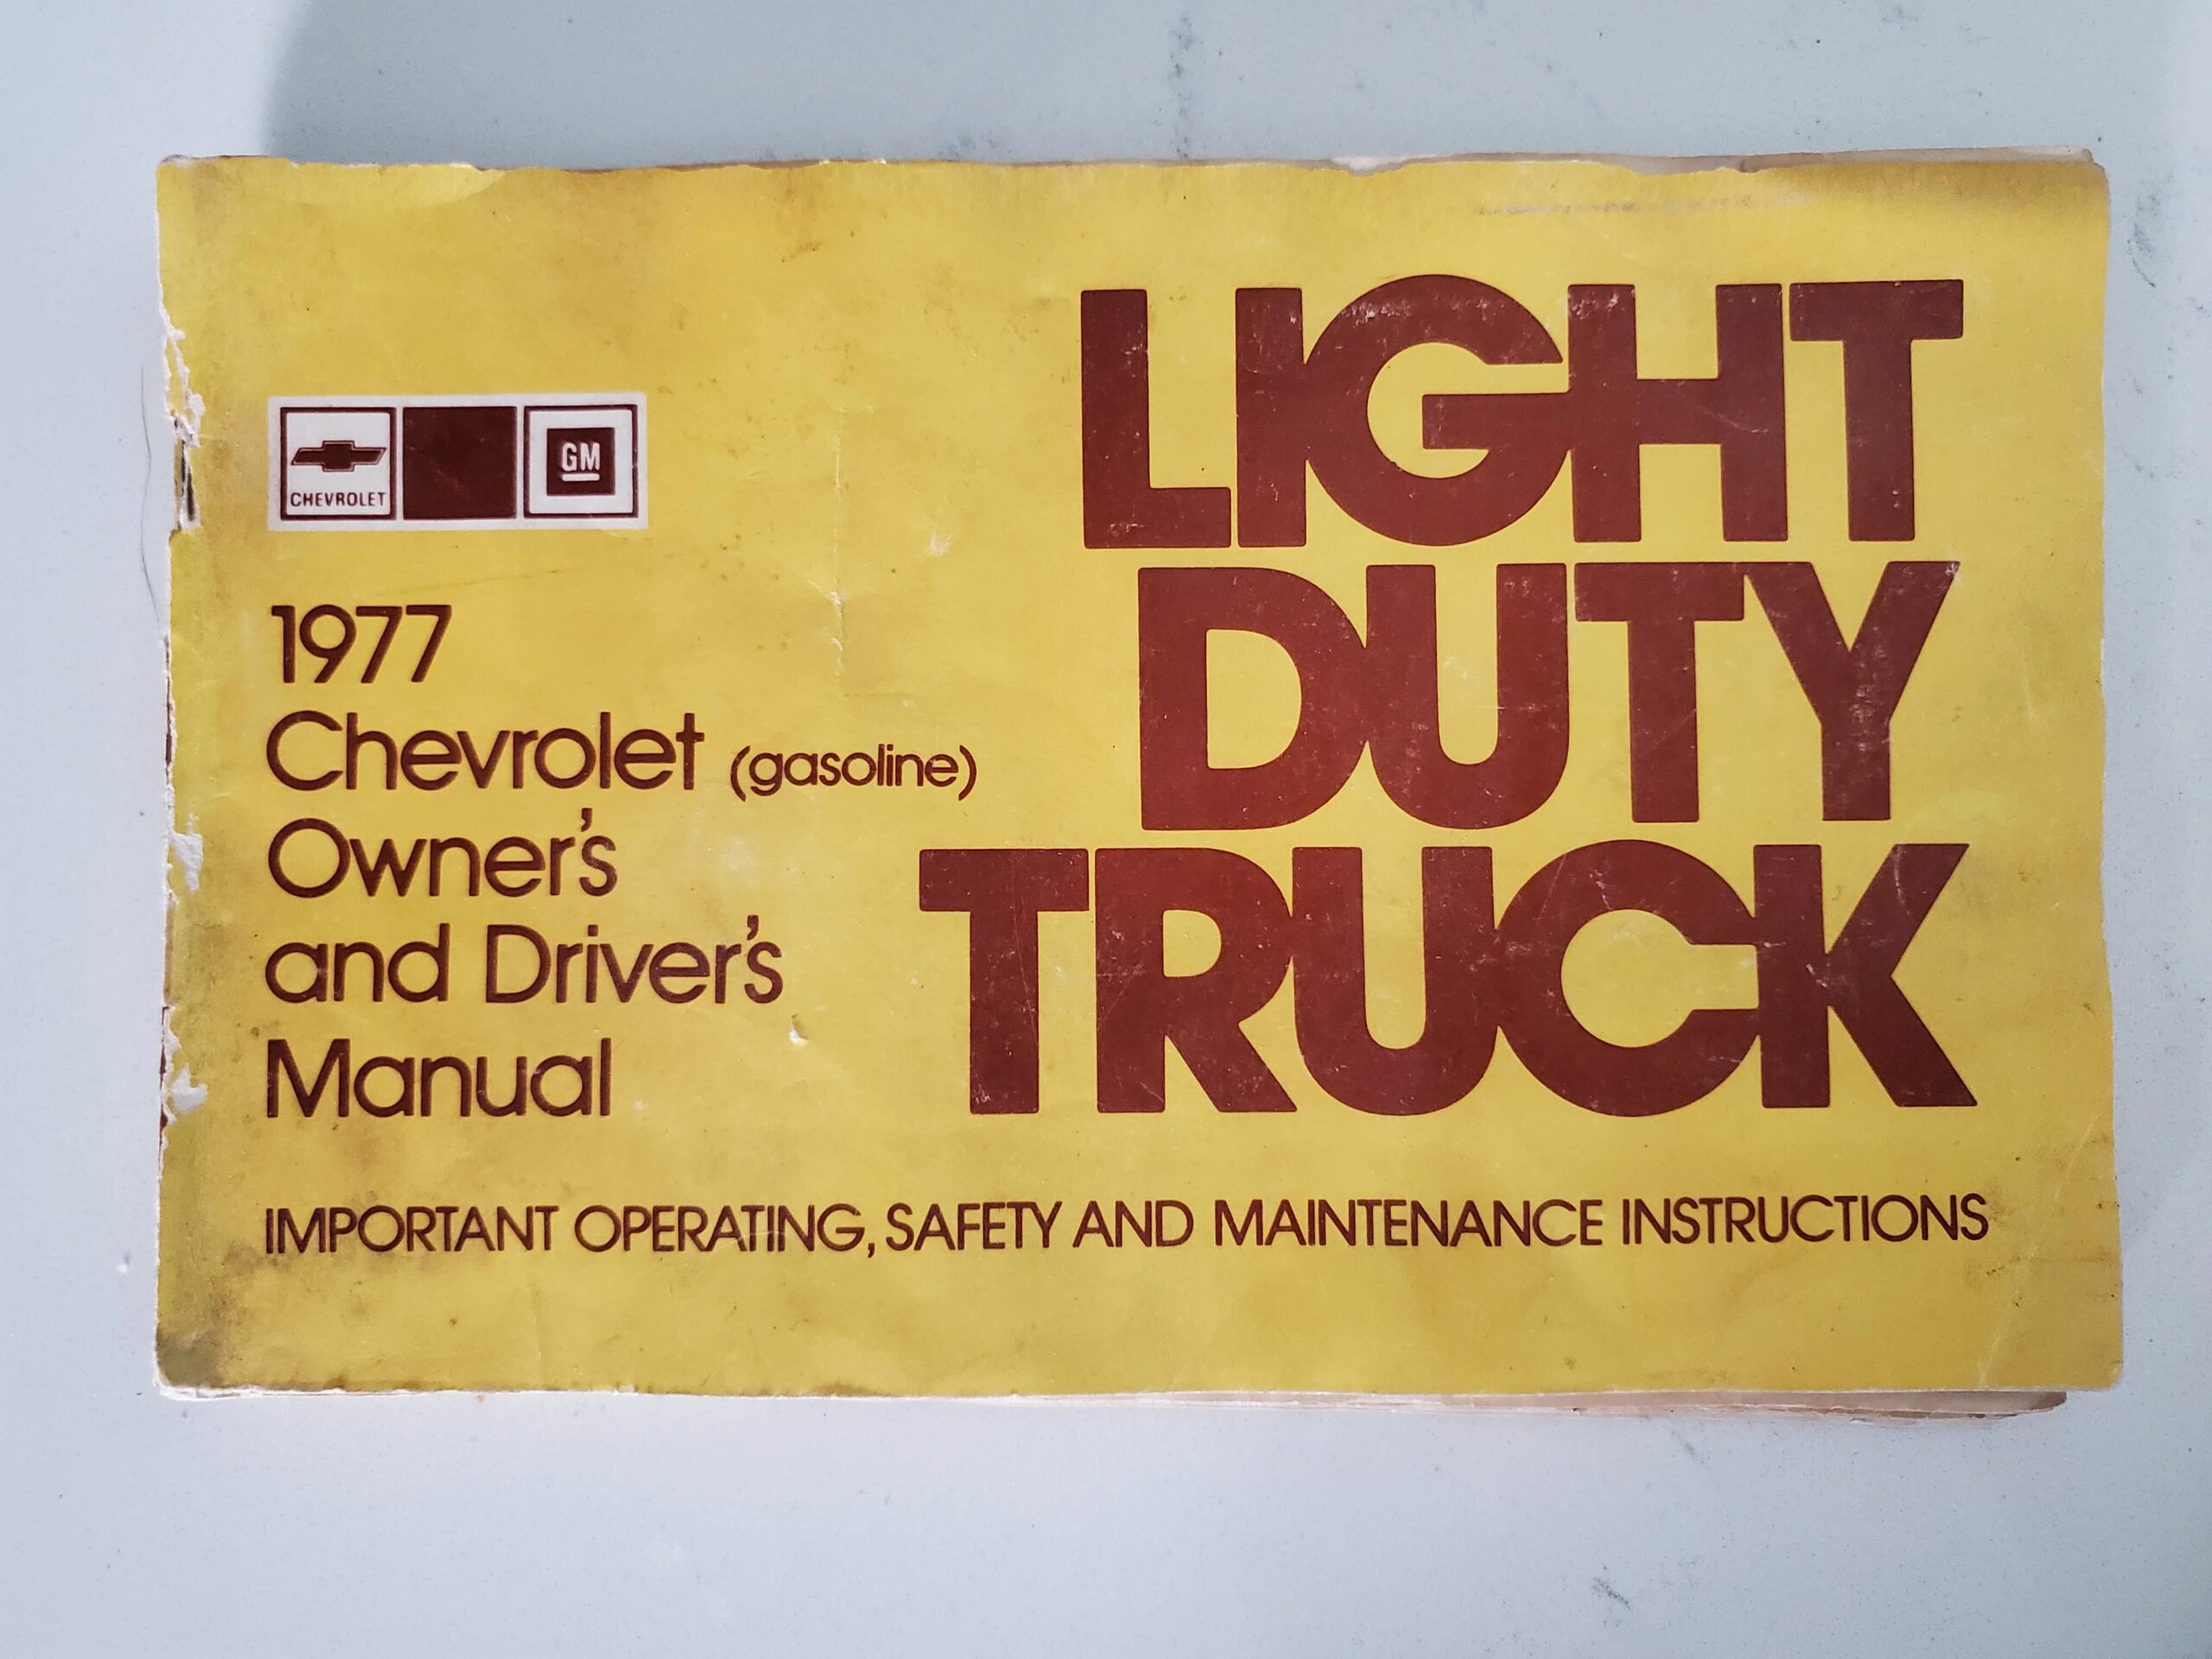 CHEVROLET
GM
1977
Chevrolet (gasoline)
Owner's
and Driver's
Manual
LIGHT
DUTY
TRUCK
IMPORTANT OPERATING, SAFETY AND MAINTENANCE INSTRUCTIONS